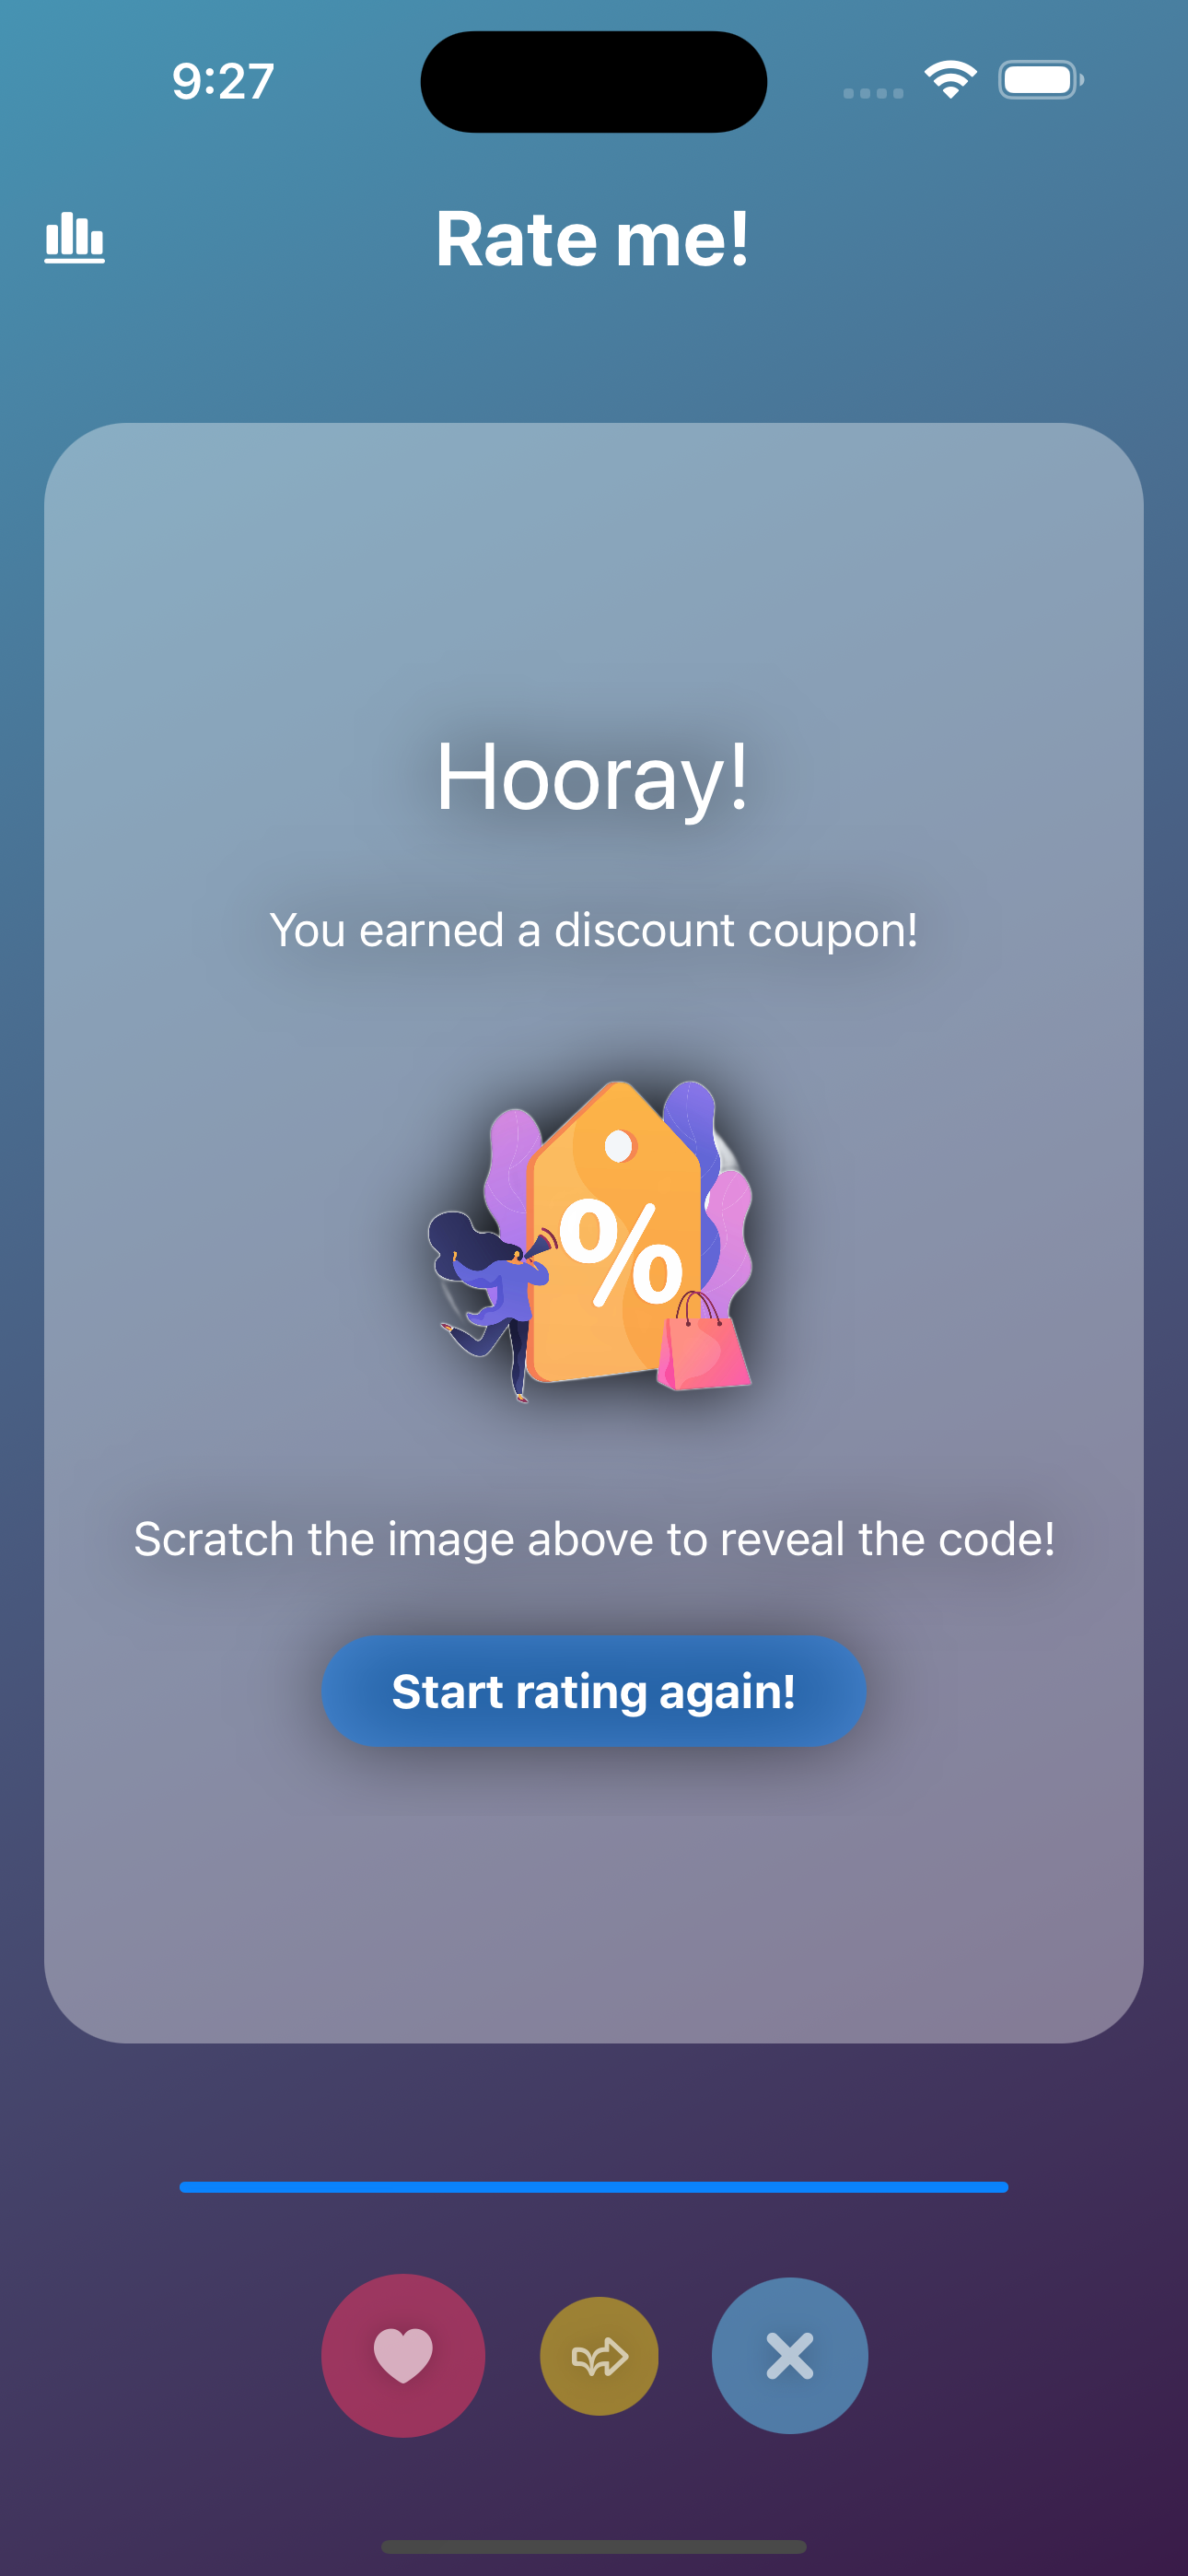 9:27
Rate me!
Hooray!
You earned a discount coupon!
%
Scratch the image above to reveal the code!
Start rating again!